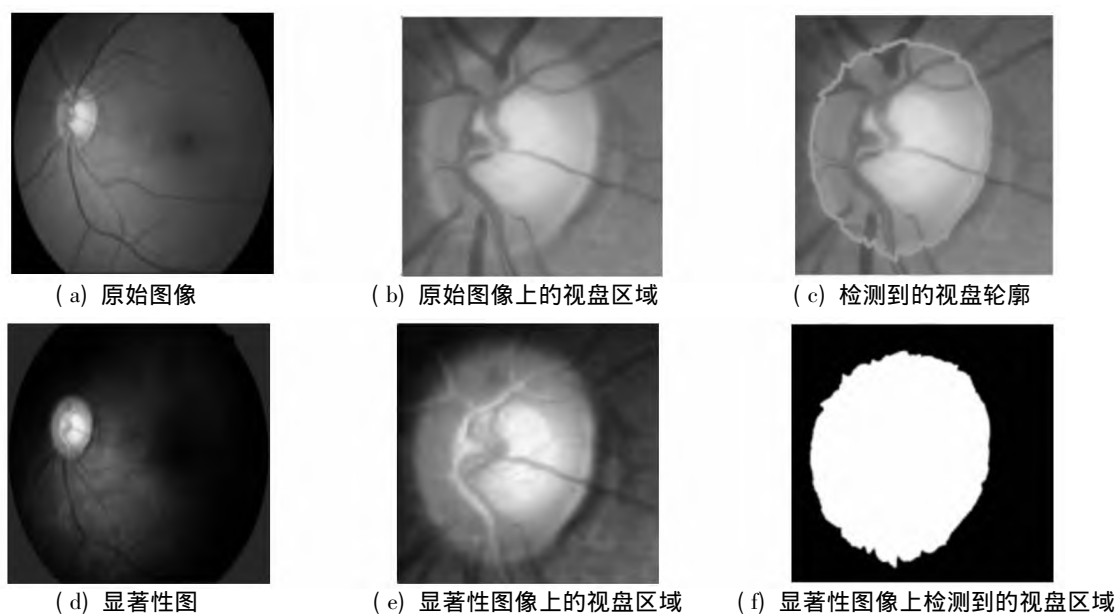 ( a) 原始图像
( b) 原始图像上的视盘区域
( c) 检测到的视盘轮廓
( d) 显著性图
( e) 显著性图像上的视盘区域
( f) 显著性图像上检测到的视盘区域